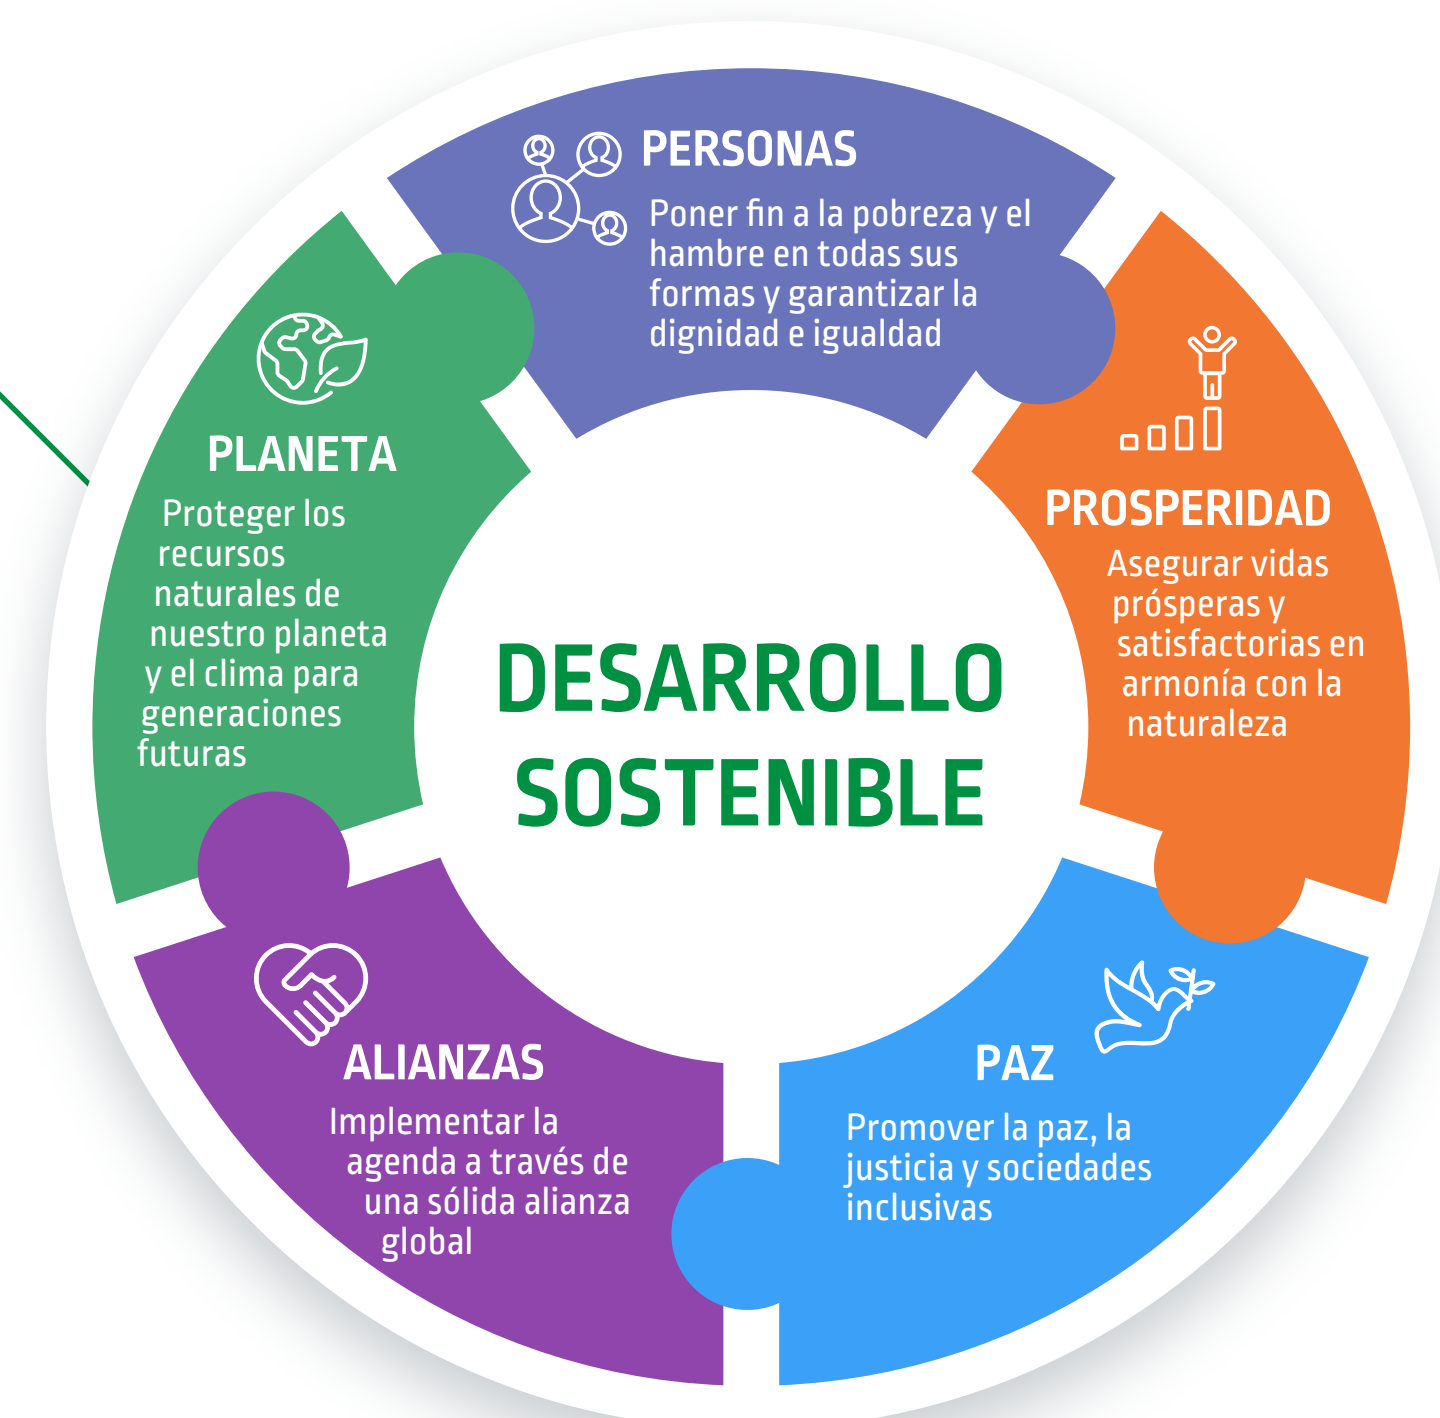 PERSONAS
Poner fin a la pobreza y el
hambre en todas sus
formas y garantizar la
dignidad e igualdad
PROSPERIDAD
Asegurar vidas
prósperas y
satisfactorias en
armonía con la
naturaleza
PAZ
Promover la paz, la
justicia y sociedades
inclusivas
ALIANZAS
Implementar la
agenda a través de
una sólida alianza
global
PLANETA
Proteger los
recursos
naturales de
nuestro planeta
y el clima para
generaciones
futuras
DESARROLLO
SOSTENIBLE